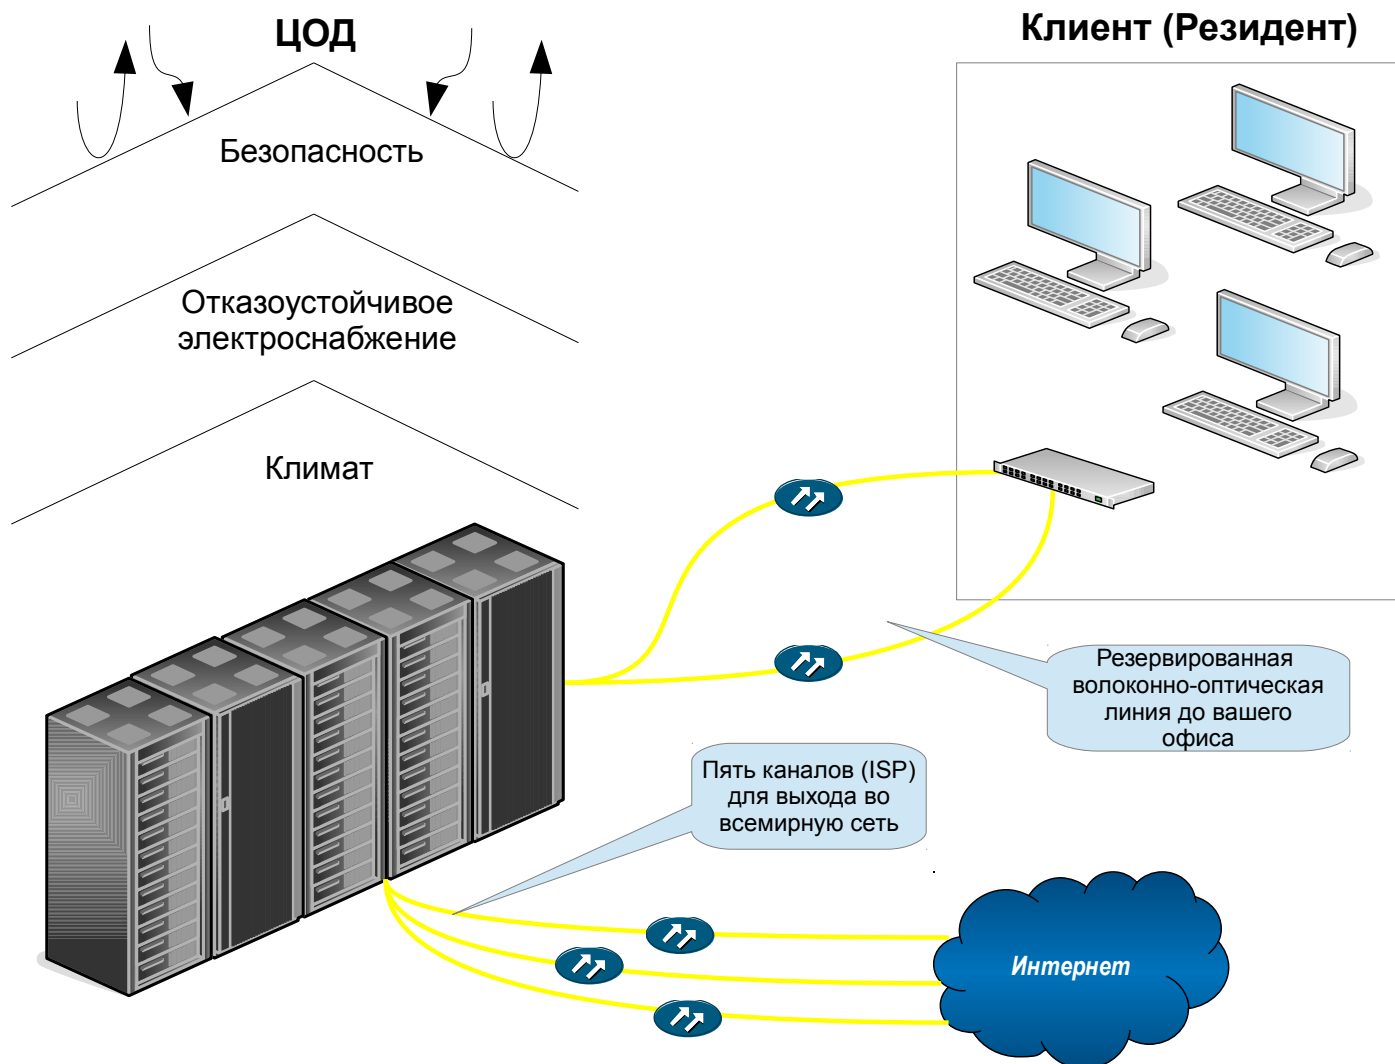 ЦОД
Клиент (Резидент)
Безопасность
Отказоустойчивое
электроснабжение
Климат
Резервированная
волоконно-оптическая
линия до вашего
офиса
Пять каналов (ISP)
для выхода во
всемирную сеть
Интернет